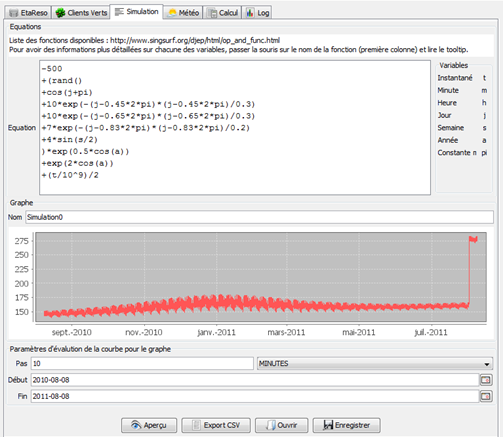 EtaReso Clients Verts Simulation Météo Calcul Log
Equations
Liste des fonctions disponibles : http://www.singsurf.org/djep/html/op_and_func.html
Pour avoir des informations plus détaillées sur chacune des variables, passer la souris sur le nom de la fonction (première colonne) et lire le tooltip.
Equation
-500
+(rand()
+cos(j+pi)
+10*exp(-(j-0.45*2*pi)*(j-0.45*2*pi)/0.3)
+10*exp(-(j-0.65*2*pi)*(j-0.65*2*pi)/0.3)
+7*exp(-(j-0.83*2*pi)*(j-0.83*2*pi)/0.2)
+4*sin(s/2)
)*exp(0.5*cos(a))
+exp(2*cos(a))
+(t/10^9)/2
Variables
Instantané t
Minute m
Heure h
Jour j
Semaine s
Année a
Constante π pi
Graphe
Nom Simulation0
275
250
225
200
175
150
sept.-2010 nov.-2010 janv.-2011 mars-2011 mai-2011 juil.-2011
Paramètres d'évalution de la courbe pour le graphe
Pas 10 MINUTES
Début 2010-08-08
Fin 2011-08-08
Aperçu Export CSV Ouvrir Enregistrer